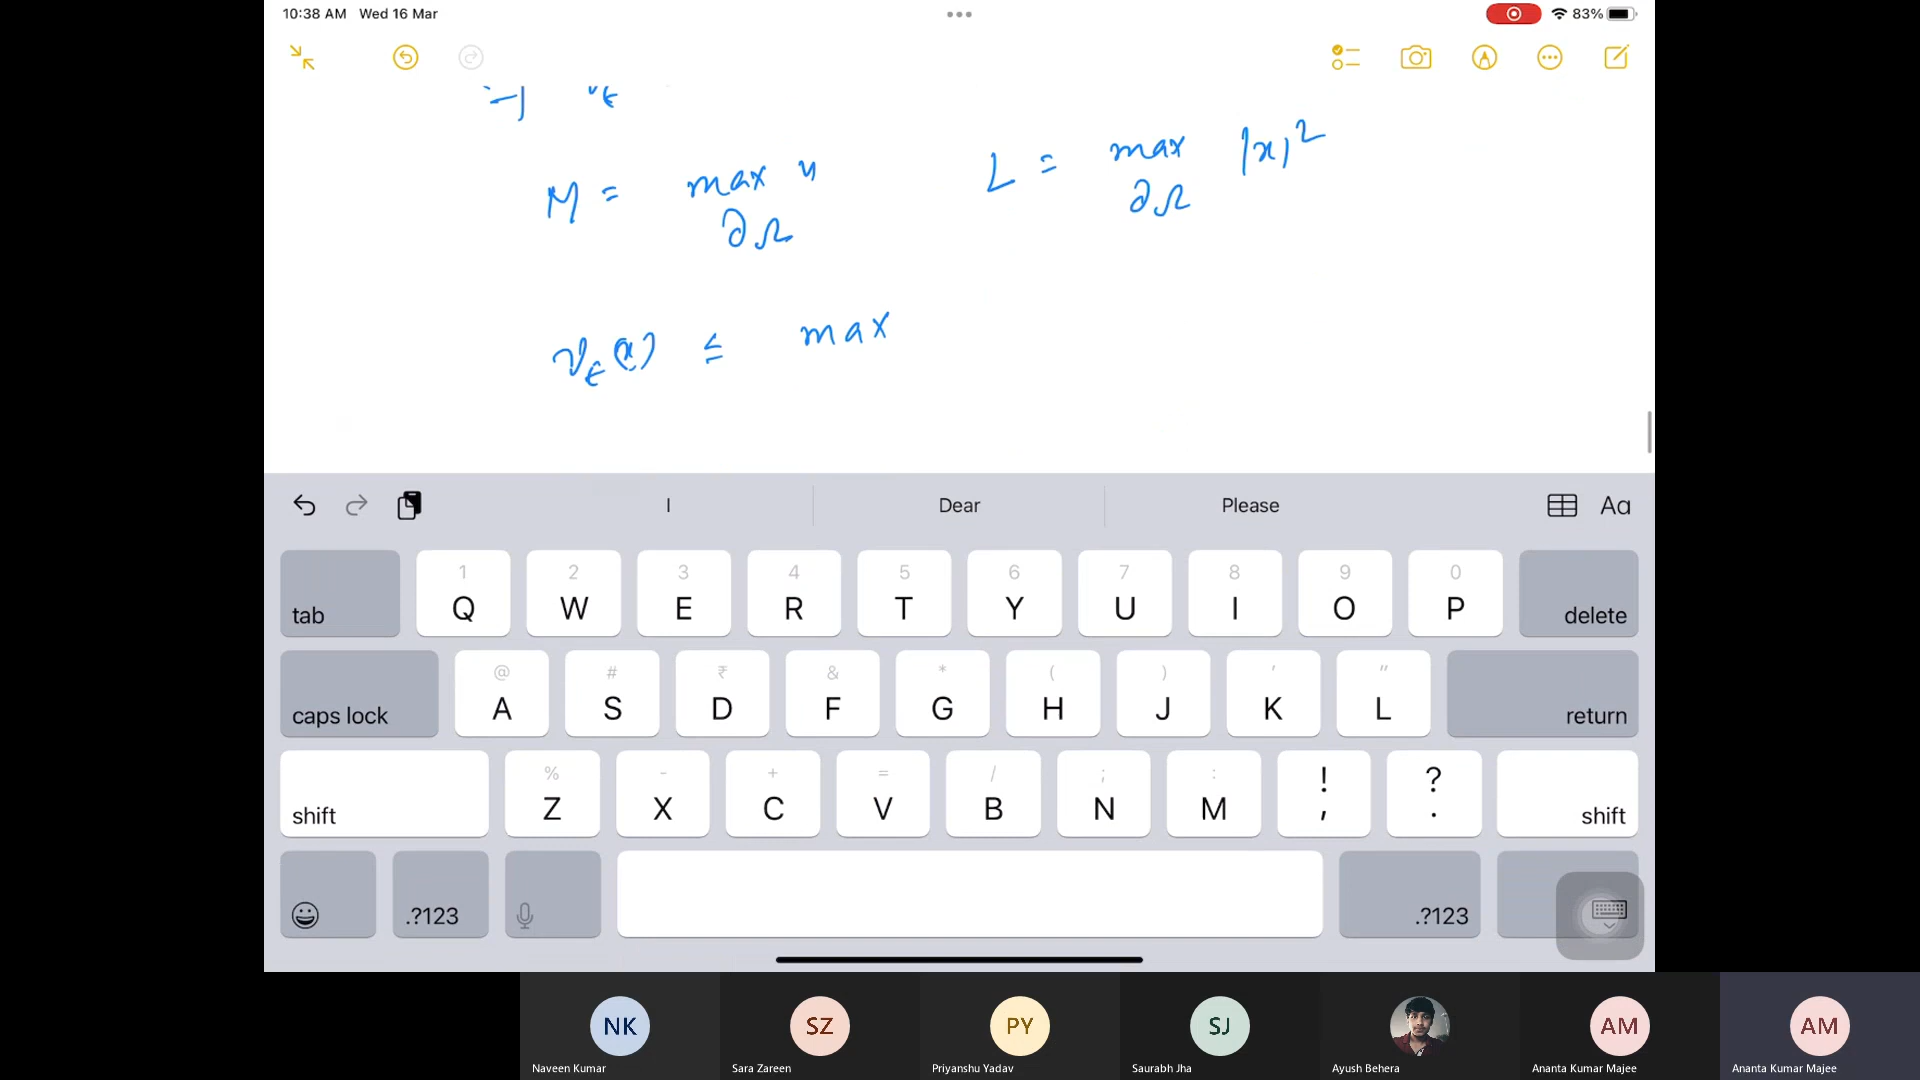 10:38 AM Wed 16 Mar
83%
M = max u L = max |x|²
∂Ω ∂Ω
v_ε(x) ≤ max
I Dear Please Aa
tab 1 Q 2 W 3 E 4 R 5 T 6 Y 7 U 8 I 9 O 0 P delete
caps lock @ A # S ₹ D & F * G ( H ) J ' K " L return
shift % Z - X + C = V / B ; N : M ! , ? . shift
.?123 .?123
NK SZ PY SJ AM AM
Naveen Kumar Sara Zareen Priyanshu Yadav Saurabh Jha Ayush Behera Ananta Kumar Majee Ananta Kumar Majee